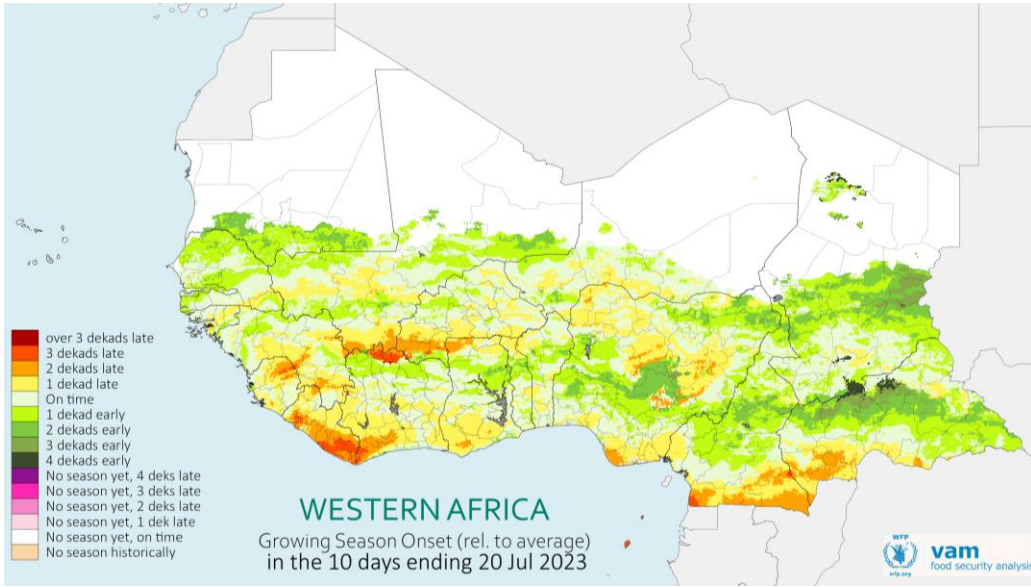 over 3 dekads late
3 dekads late
2 dekads late
1 dekad late
On time
1 dekad early
2 dekads early
3 dekads early
4 dekads early
No season yet, 4 deks late
No season yet, 3 deks late
No season yet, 2 deks late
No season yet, 1 dek late
No season yet, on time
No season historically
WESTERN AFRICA
Growing Season Onset (rel. to average)
in the 10 days ending 20 Jul 2023
WFP
wfp.org
vam
food security analysis